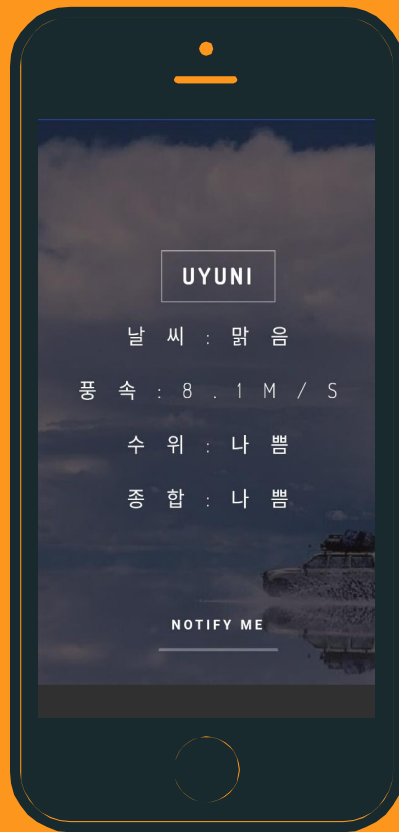 UYUNI
날 씨 : 맑 음
풍 속 : 8 . 1 M / S
수 위 : 나 쁨
종 합 : 나 쁨
NOTIFY ME